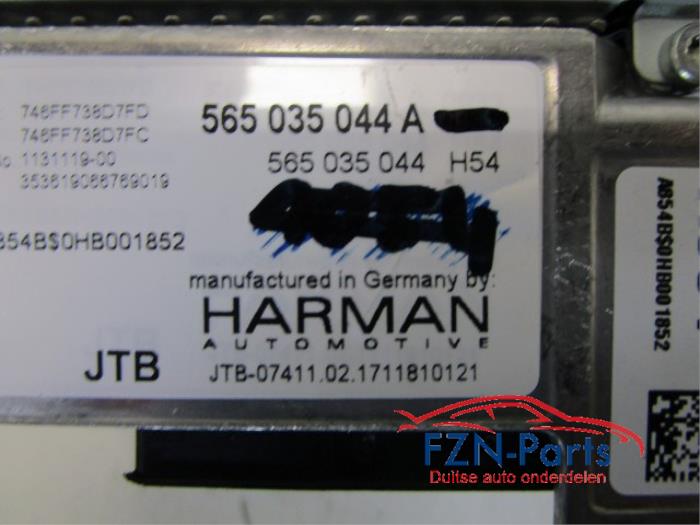 746FF738D7FD
746FF738D7FC
1131119-00
353619066769019
854BS0HB001852
565 035 044 A
565 035 044 H54
manufactured in Germany by:
HARMAN
AUTOMOTIVE
JTB
JTB-07411.02.1711810121
A854BS0HB001852
FZN-Parts
Duitse auto onderdelen